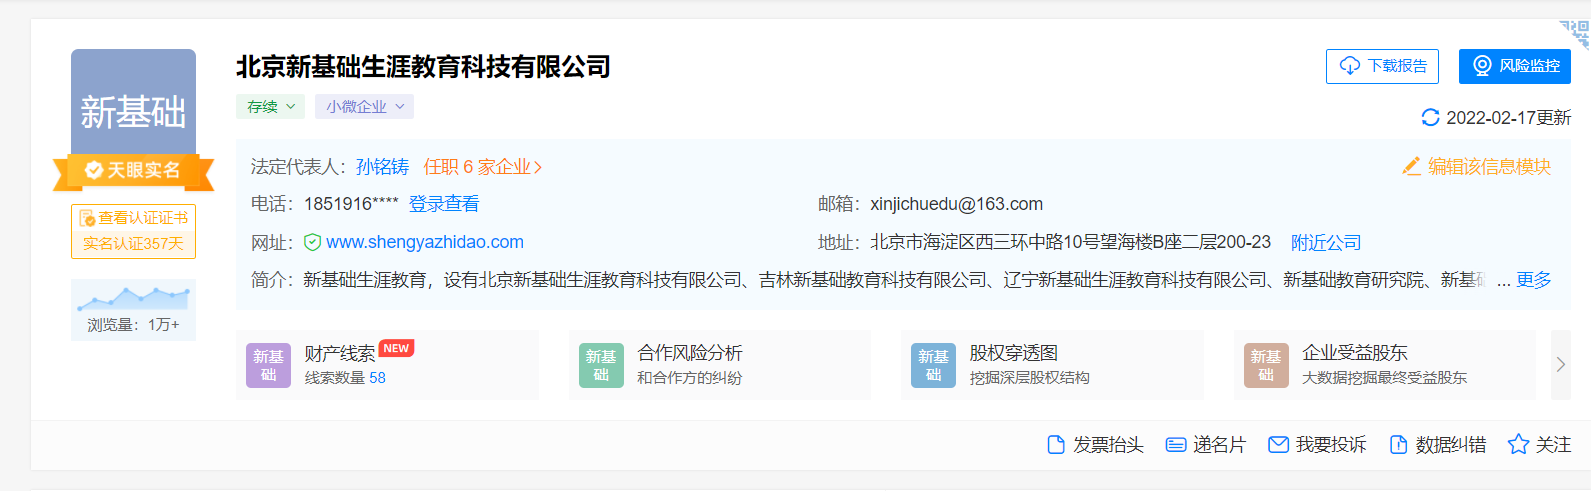 新基础
天眼实名
查看认证证书
实名认证357天
浏览量：1万+
北京新基础生涯教育科技有限公司
下载报告
风险监控
存续
小微企业
2022-02-17更新
法定代表人：孙铭铸 任职 6 家企业
编辑该信息模块
电话：1851916**** 登录查看
邮箱：xinjichuedu@163.com
网址：www.shengyazhidao.com
地址：北京市海淀区西三环中路10号望海楼B座二层200-23 附近公司
简介：新基础生涯教育，设有北京新基础生涯教育科技有限公司、吉林新基础教育科技有限公司、辽宁新基础生涯教育科技有限公司、新基础教育研究院、新基础 ... 更多
新基
础
财产线索 NEW
线索数量 58
新基
础
合作风险分析
和合作方的纠纷
新基
础
股权穿透图
挖掘深层股权结构
新基
础
企业受益股东
大数据挖掘最终受益股东
发票抬头
递名片
我要投诉
数据纠错
关注